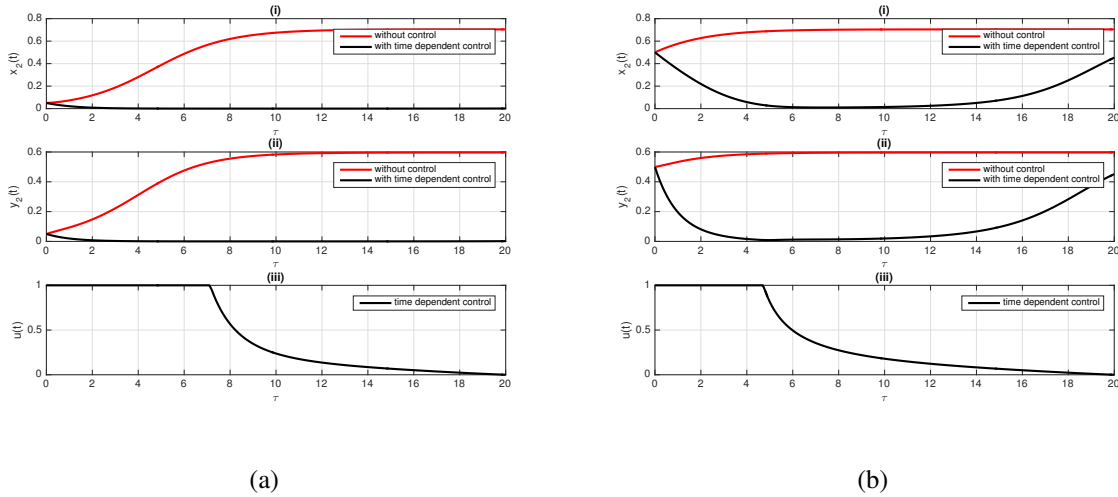 (i)
0.8
0.6
0.4
0.2
0
x2(t)
without control
with time dependent control
0 2 4 6 8 10 12 14 16 18 20
τ
(ii)
0.6
0.4
0.2
0
y2(t)
without control
with time dependent control
0 2 4 6 8 10 12 14 16 18 20
τ
(iii)
1
0.5
0
u(t)
time dependent control
0 2 4 6 8 10 12 14 16 18 20
τ
(a)
(i)
0.8
0.6
0.4
0.2
0
x2(t)
without control
with time dependent control
0 2 4 6 8 10 12 14 16 18 20
τ
(ii)
0.6
0.4
0.2
0
y2(t)
without control
with time dependent control
0 2 4 6 8 10 12 14 16 18 20
τ
(iii)
1
0.5
0
u(t)
time dependent control
0 2 4 6 8 10 12 14 16 18 20
τ
(b)